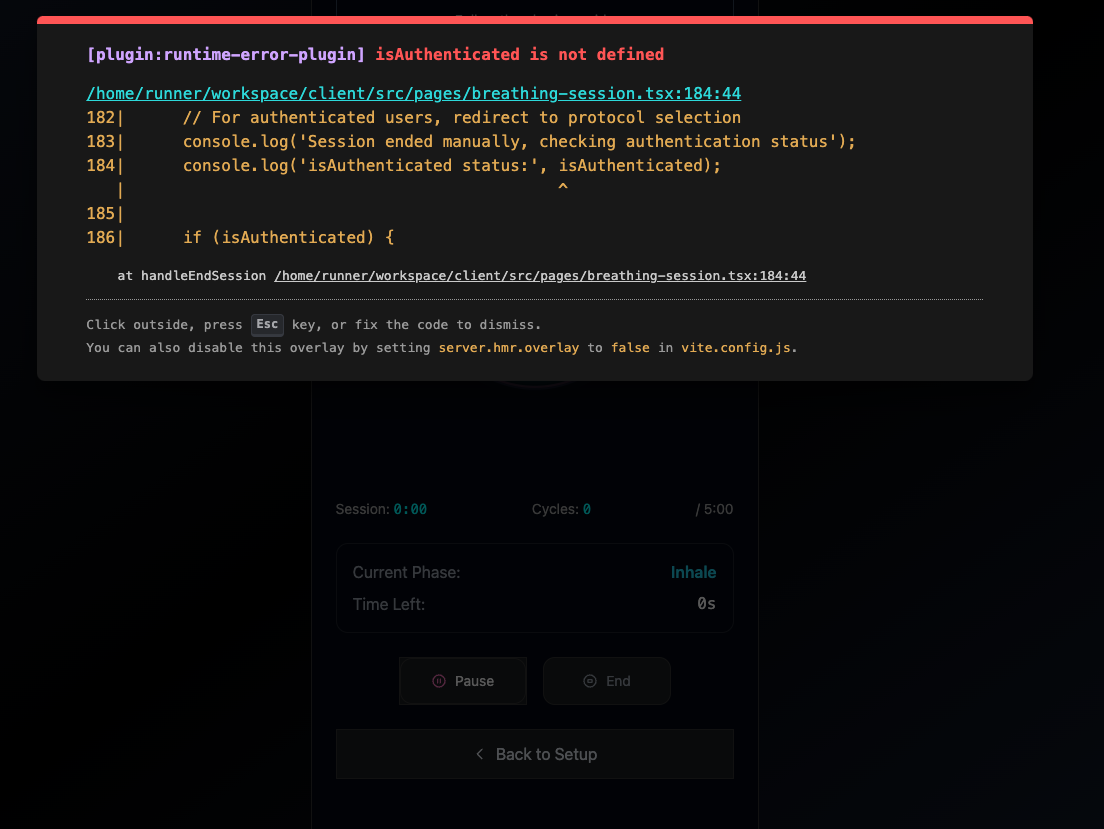 [plugin:runtime-error-plugin] isAuthenticated is not defined
/home/runner/workspace/client/src/pages/breathing-session.tsx:184:44
182|      // For authenticated users, redirect to protocol selection
183|      console.log('Session ended manually, checking authentication status');
184|      console.log('isAuthenticated status:', isAuthenticated);
   |                                             ^
185|
186|      if (isAuthenticated) {
at handleEndSession /home/runner/workspace/client/src/pages/breathing-session.tsx:184:44
Click outside, press Esc key, or fix the code to dismiss.
You can also disable this overlay by setting server.hmr.overlay to false in vite.config.js.
Session: 0:00 Cycles: 0 / 5:00
Current Phase: Inhale
Time Left: 0s
Pause End
Back to Setup